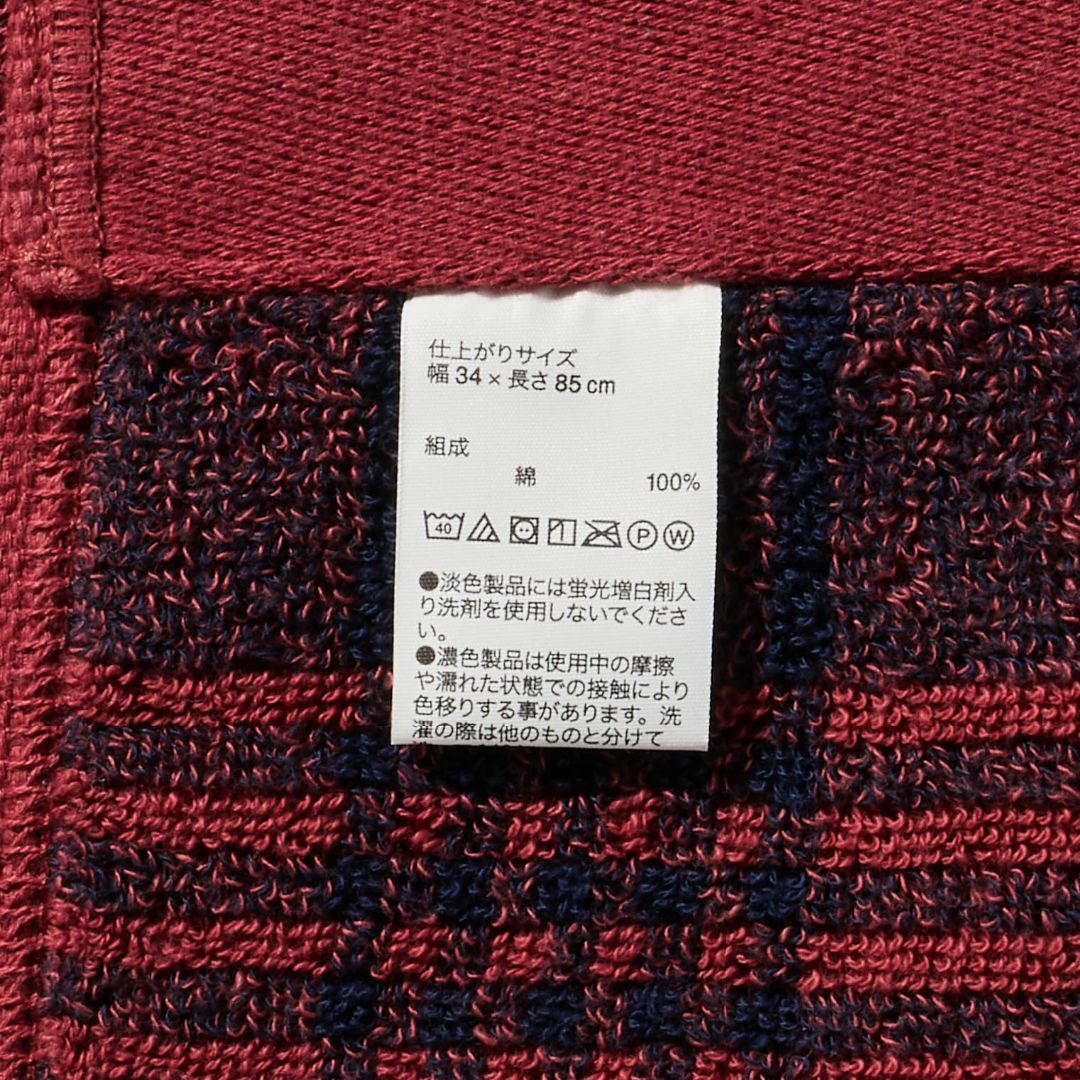 仕上がりサイズ
幅 34 × 長さ 85 cm
組成
綿 100%
40 P W
●淡色製品には蛍光増白剤入
り洗剤を使用しないでくださ
い。
●濃色製品は使用中の摩擦
や濡れた状態での接触により
色移りする事があります。洗
濯の際は他のものと分けて